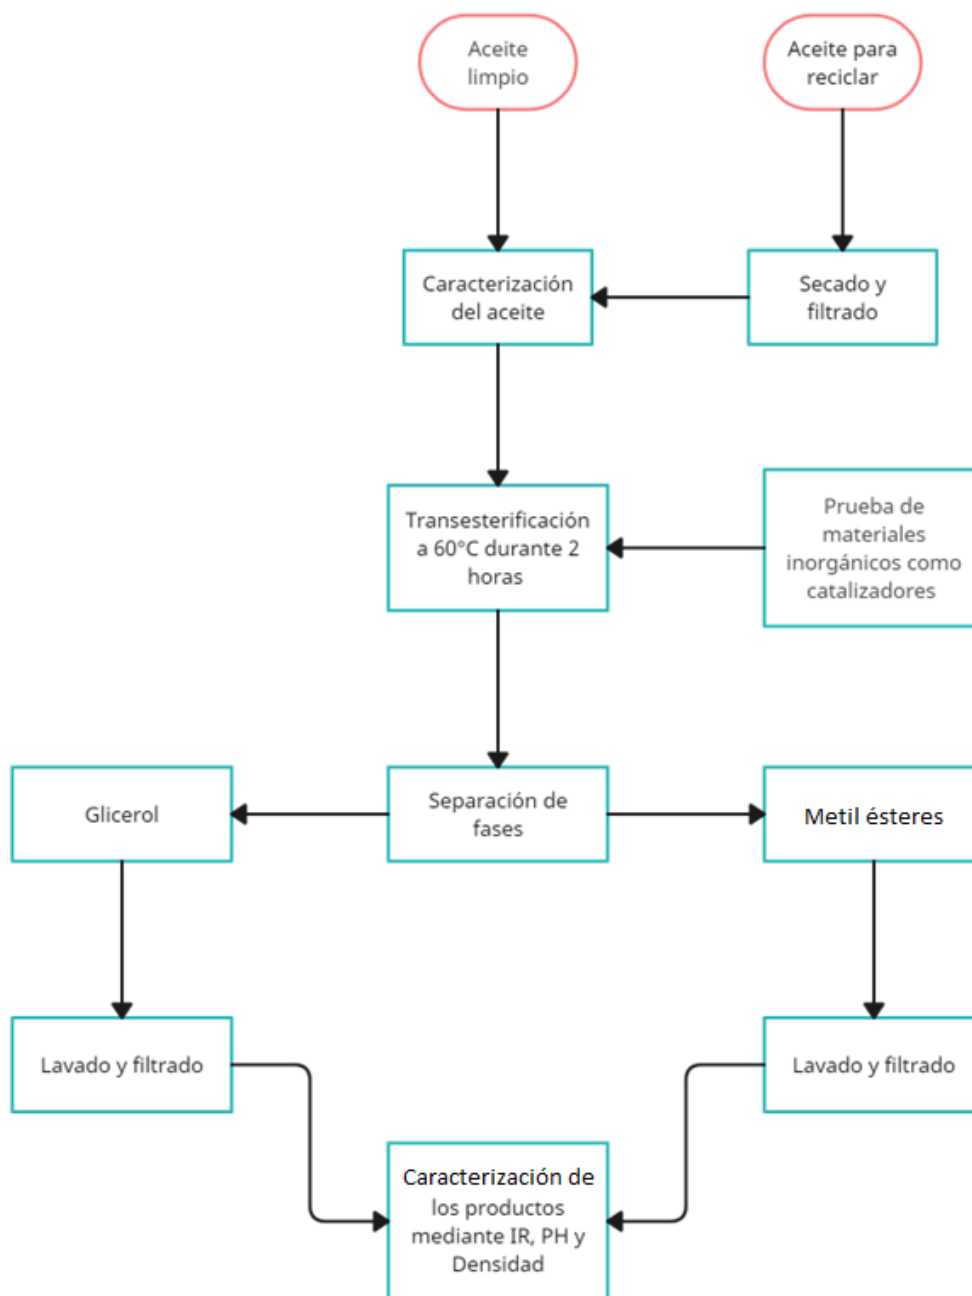 Aceite
limpio
Aceite para
reciclar
Caracterización
del aceite
Secado y
filtrado
Transesterificación
a 60°C durante 2
horas
Prueba de
materiales
inorgánicos como
catalizadores
Glicerol
Separación de
fases
Metil ésteres
Lavado y filtrado
Lavado y filtrado
Caracterización de
los productos
mediante IR, PH y
Densidad